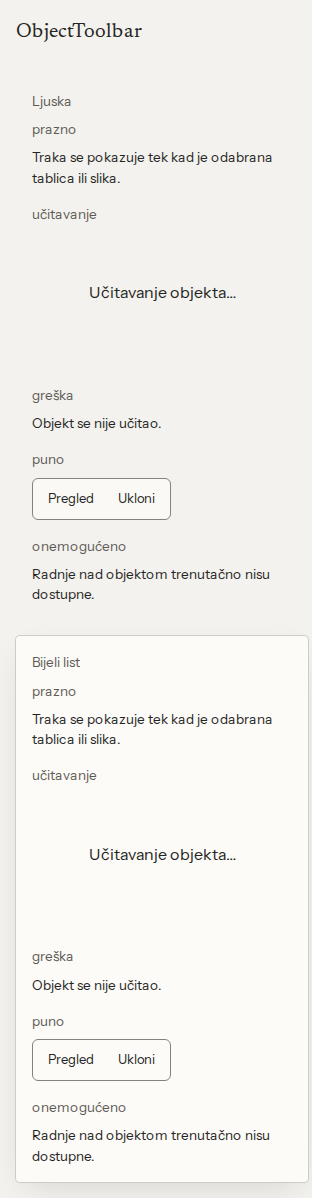 ObjectToolbar
Ljuska
prazno
Traka se pokazuje tek kad je odabrana
tablica ili slika.
učitavanje
Učitavanje objekta…
greška
Objekt se nije učitao.
puno
Pregled Ukloni
onemogućeno
Radnje nad objektom trenutačno nisu
dostupne.
Bijeli list
prazno
Traka se pokazuje tek kad je odabrana
tablica ili slika.
učitavanje
Učitavanje objekta…
greška
Objekt se nije učitao.
puno
Pregled Ukloni
onemogućeno
Radnje nad objektom trenutačno nisu
dostupne.